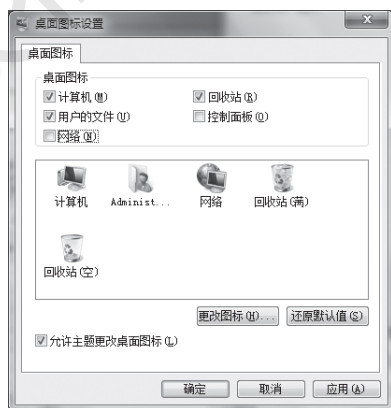 桌面图标设置
桌面图标
桌面图标
计算机(M) 回收站(R)
用户的文件(U) 控制面板(O)
网络(N)
计算机 Administ... 网络 回收站(满)
回收站(空)
更改图标(H)... 还原默认值(S)
允许主题更改桌面图标(L)
确定 取消 应用(A)